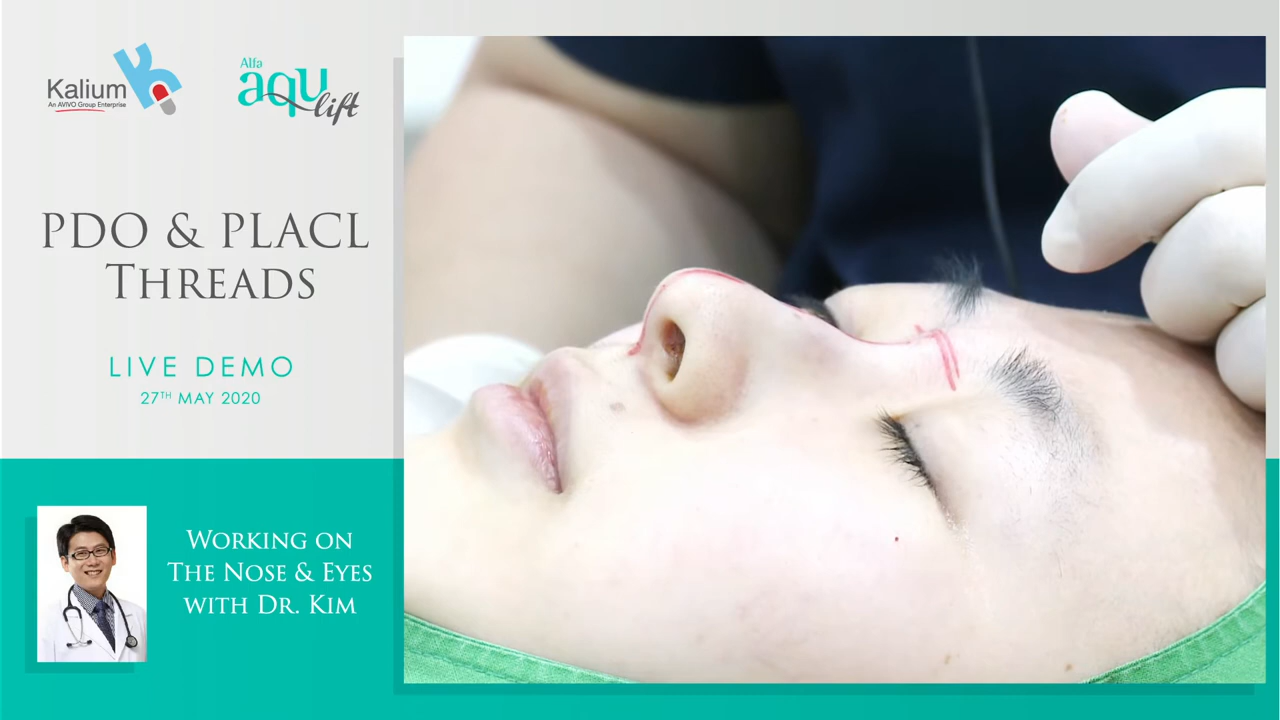 Kalium
An AVIVO Group Enterprise
Alfa
aqu
lift
PDO & PLACL
THREADS
LIVE DEMO
27TH MAY 2020
WORKING ON
THE NOSE & EYES
WITH DR. KIM